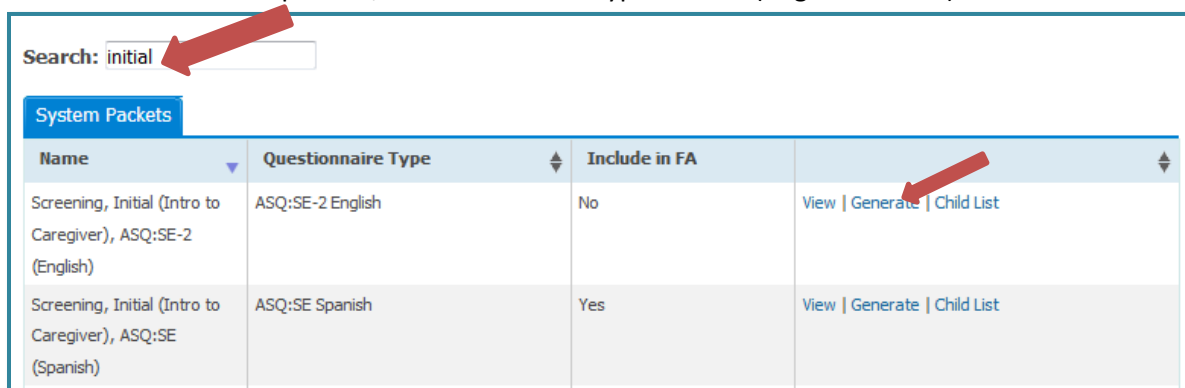 Search: initial
System Packets
Name Questionnaire Type Include in FA
Screening, Initial (Intro to ASQ:SE-2 English No View | Generate | Child List
Caregiver), ASQ:SE-2
(English)
Screening, Initial (Intro to ASQ:SE Spanish Yes View | Generate | Child List
Caregiver), ASQ:SE
(Spanish)